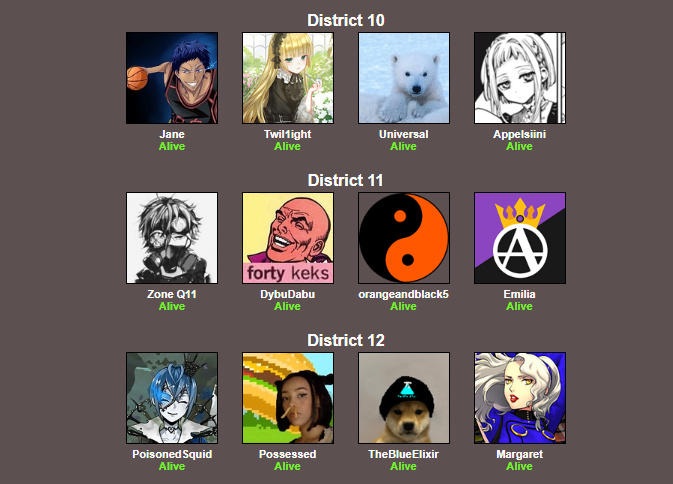 District 10
Jane
Alive
Twil1ight
Alive
Universal
Alive
Appelsiini
Alive
District 11
forty keks
Zone Q11
Alive
DybuDabu
Alive
orangeandblack5
Alive
Emilia
Alive
District 12
PoisonedSquid
Alive
Possessed
Alive
TheBlueElixir
Alive
Margaret
Alive